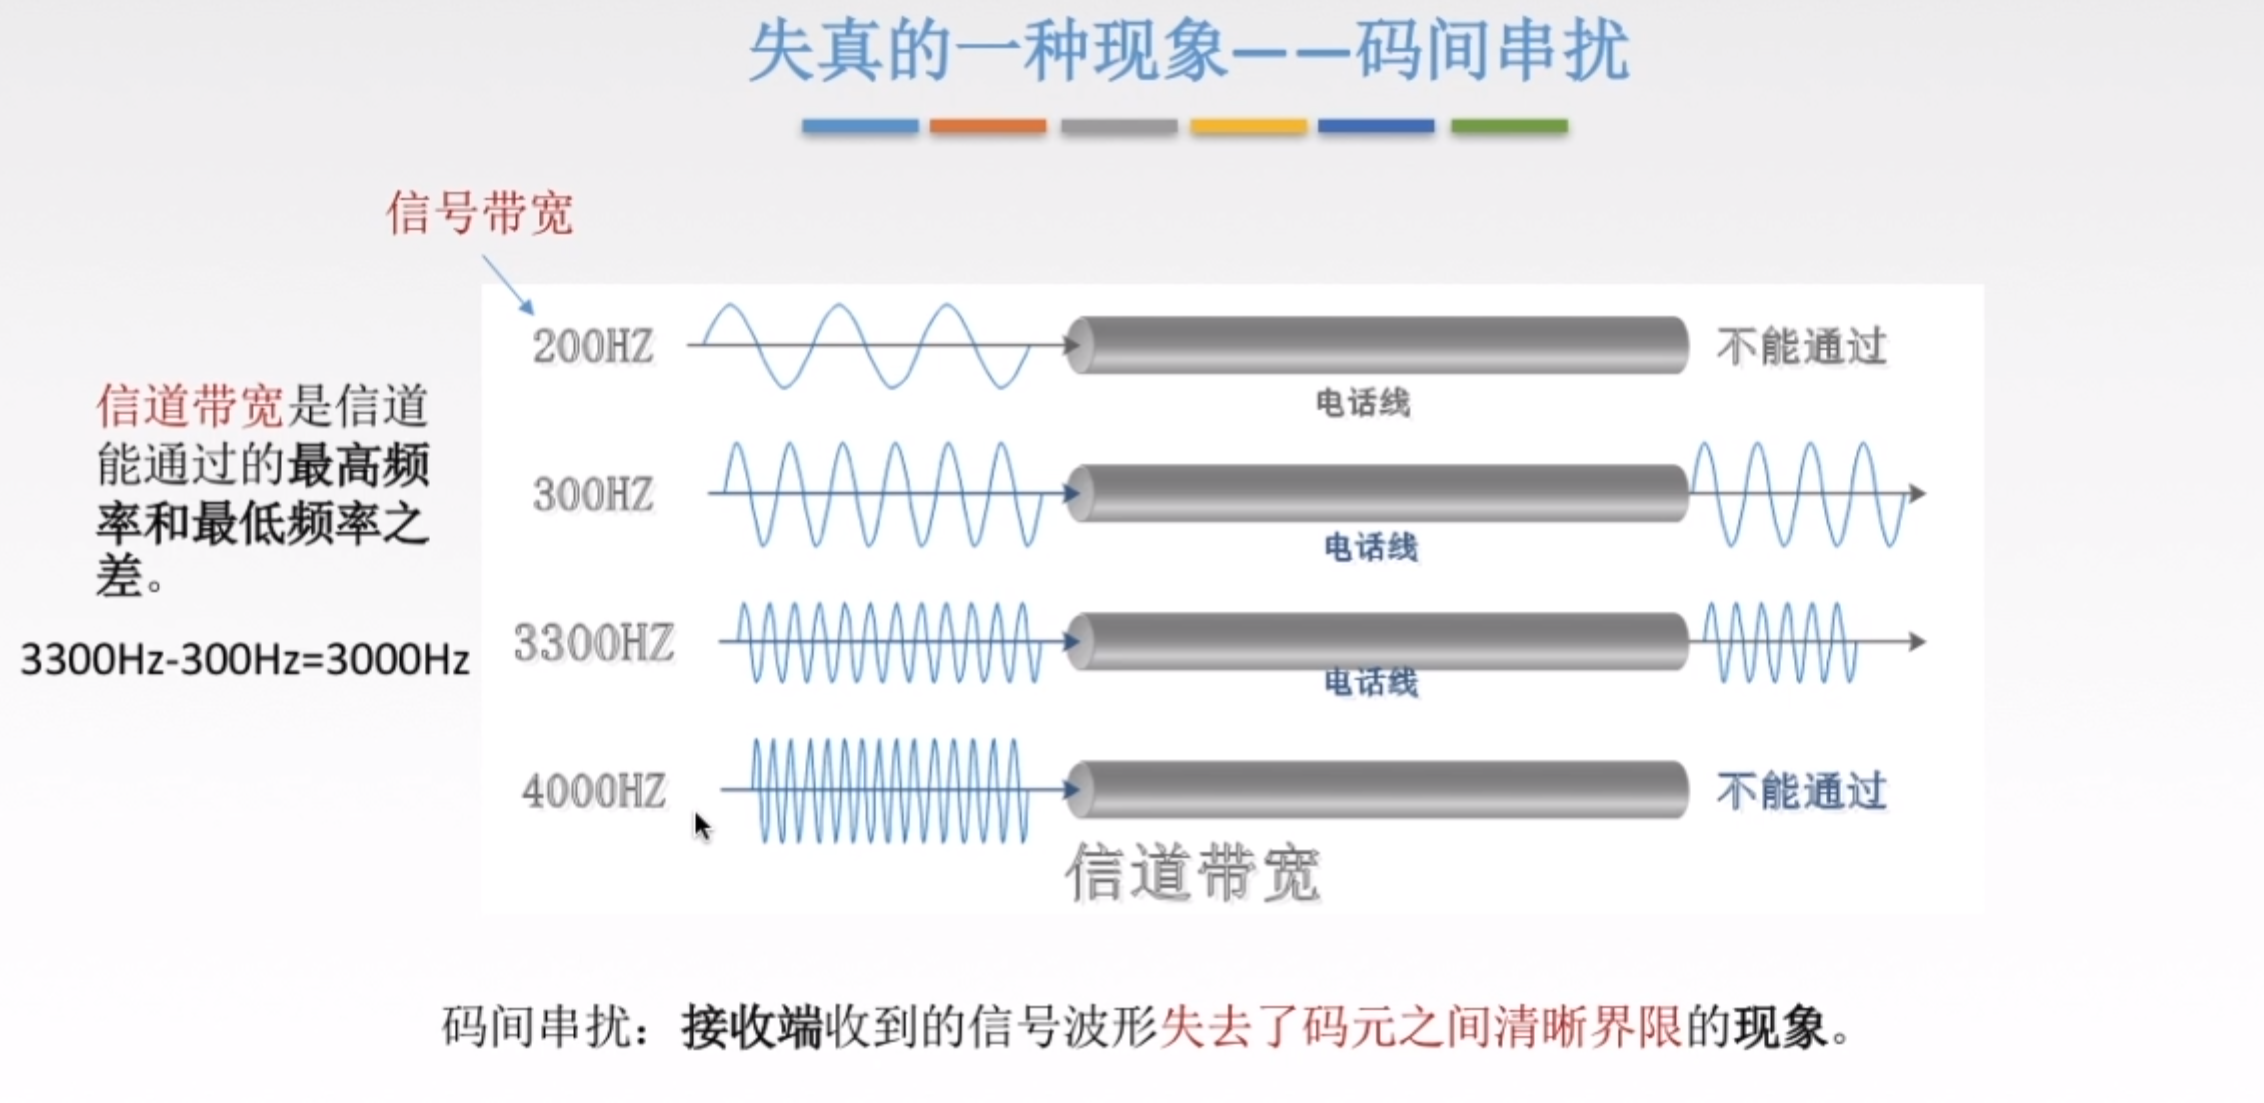 失真的一种现象——码间串扰
信号带宽
信道带宽是信道
能通过的最高频
率和最低频率之
差。
3300Hz-300Hz=3000Hz
200HZ
不能通过
电话线
300HZ
电话线
3300HZ
电话线
4000HZ
不能通过
信道带宽
码间串扰：接收端收到的信号波形失去了码元之间清晰界限的现象。